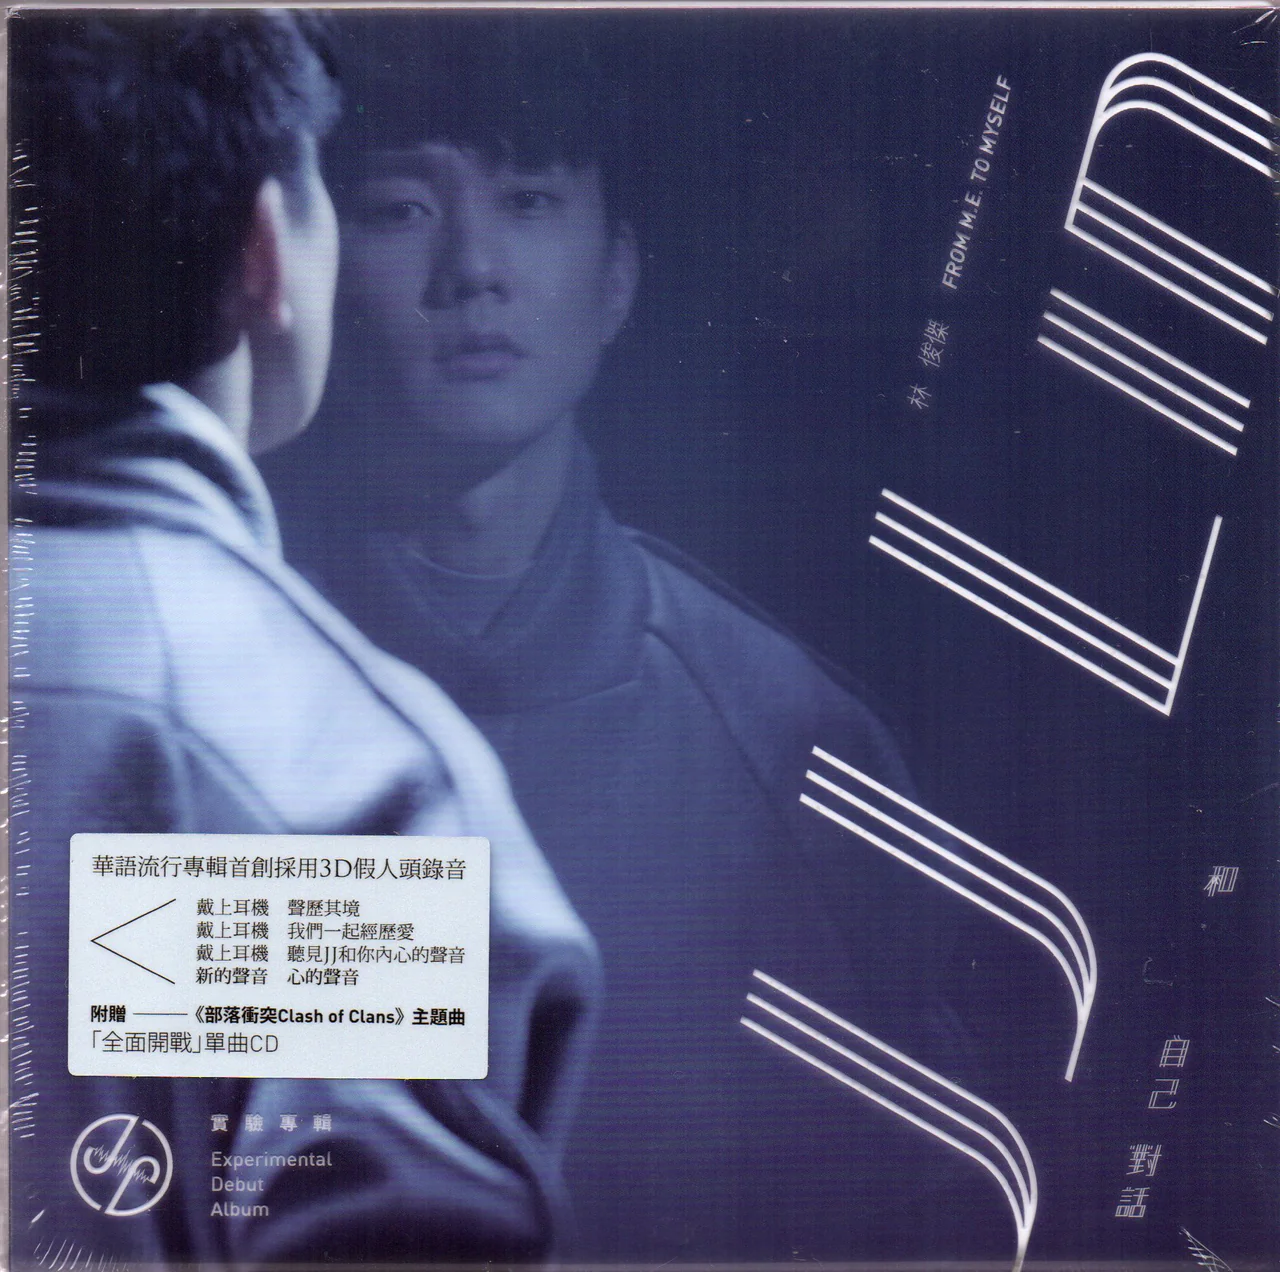 JJ LIN
林俊傑 FROM M.E. TO MYSELF
和自己對話
華語流行專輯首創採用3D假人頭錄音
戴上耳機 聲歷其境
戴上耳機 我們一起經歷愛
戴上耳機 聽見JJ和你內心的聲音
新的聲音 心的聲音
附贈——《部落衝突Clash of Clans》主題曲
「全面開戰」單曲CD
實驗專輯
Experimental
Debut
Album